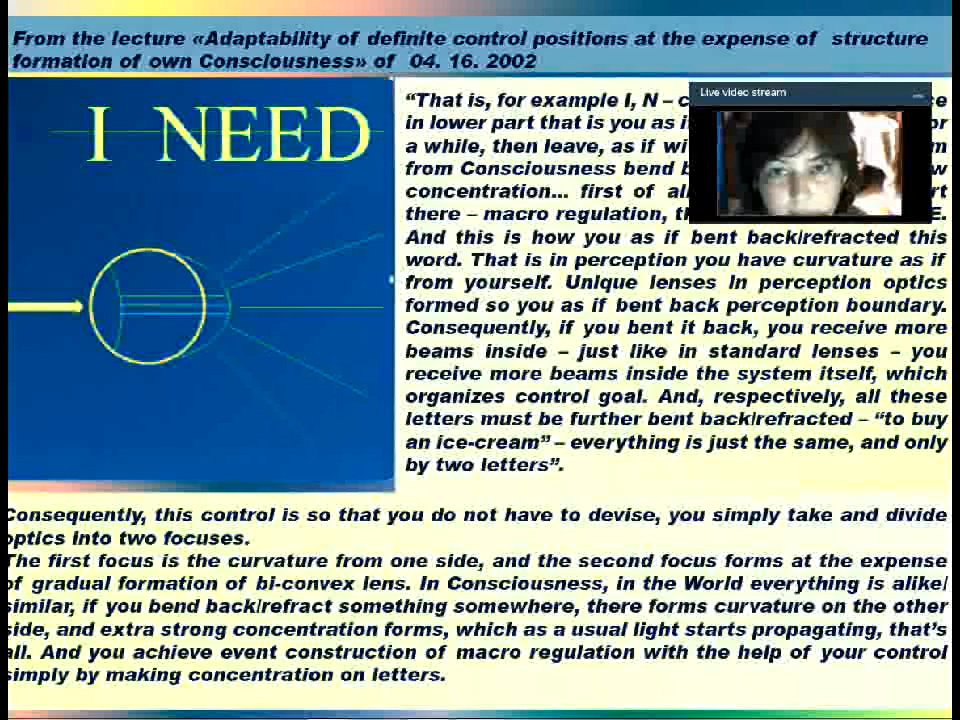 From the lecture «Adaptability of definite control positions at the expense of structure
formation of own Consciousness» of 04. 16. 2002
I NEED
“That is, for example I, N – c
ce
in lower part that is you as i
or
a while, then leave, as if wi
m
from Consciousness bend b
w
concentration... first of al
rt
there – macro regulation, t
E.
Live video stream
And this is how you as if bent back/refracted this
word. That is in perception you have curvature as if
from yourself. Unique lenses in perception optics
formed so you as if bent back perception boundary.
Consequently, if you bent it back, you receive more
beams inside – just like in standard lenses – you
receive more beams inside the system itself, which
organizes control goal. And, respectively, all these
letters must be further bent back/refracted – “to buy
an ice-cream” – everything is just the same, and only
by two letters”.
Consequently, this control is so that you do not have to devise, you simply take and divide
optics into two focuses.
The first focus is the curvature from one side, and the second focus forms at the expense
of gradual formation of bi-convex lens. In Consciousness, in the World everything is alike/
similar, if you bend back/refract something somewhere, there forms curvature on the other
side, and extra strong concentration forms, which as a usual light starts propagating, that’s
all. And you achieve event construction of macro regulation with the help of your control
simply by making concentration on letters.